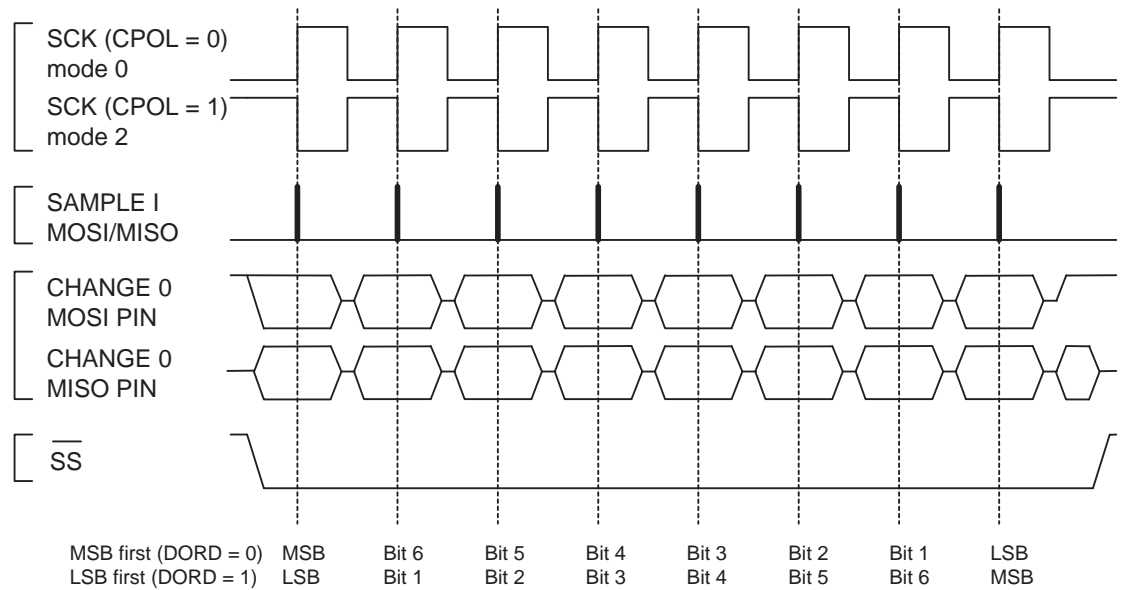 SCK (CPOL = 0)
mode 0
SCK (CPOL = 1)
mode 2
SAMPLE I
MOSI/MISO
CHANGE 0
MOSI PIN
CHANGE 0
MISO PIN
SS
MSB first (DORD = 0) MSB Bit 6 Bit 5 Bit 4 Bit 3 Bit 2 Bit 1 LSB
LSB first (DORD = 1) LSB Bit 1 Bit 2 Bit 3 Bit 4 Bit 5 Bit 6 MSB